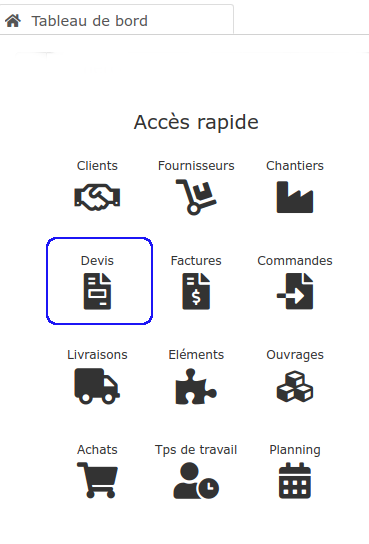 Tableau de bord
Accès rapide
Clients Fournisseurs Chantiers
Devis Factures Commandes
Livraisons Eléments Ouvrages
Achats Tps de travail Planning